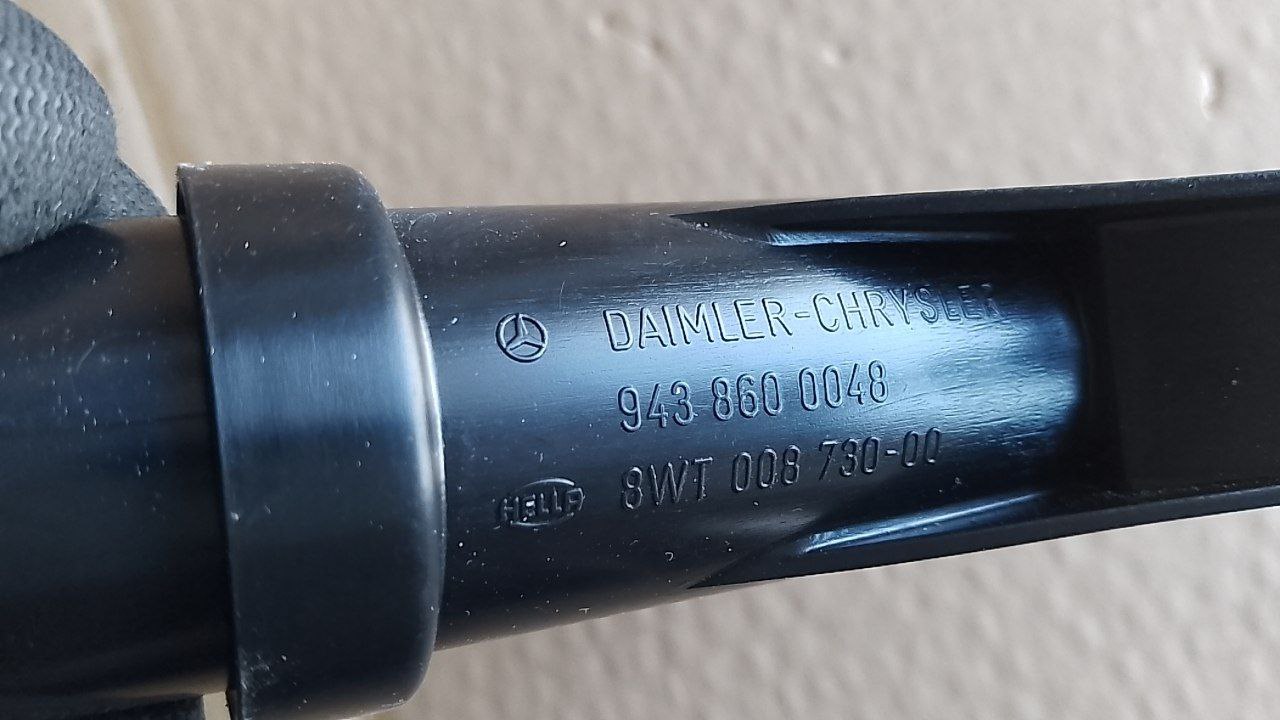 DAIMLER-CHRYSLER
943 860 0048
HELLA 8WT 008 730-00